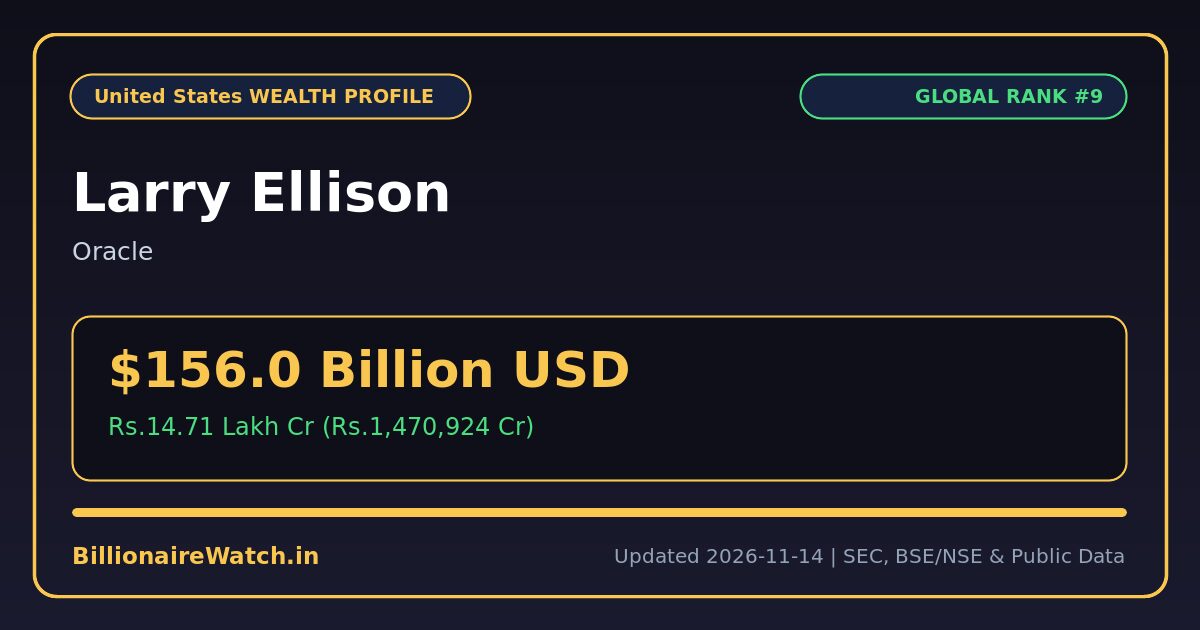 United States WEALTH PROFILE
GLOBAL RANK #9
Larry Ellison
Oracle
$156.0 Billion USD
Rs.14.71 Lakh Cr (Rs.1,470,924 Cr)
BillionaireWatch.in
Updated 2026-11-14 | SEC, BSE/NSE & Public Data